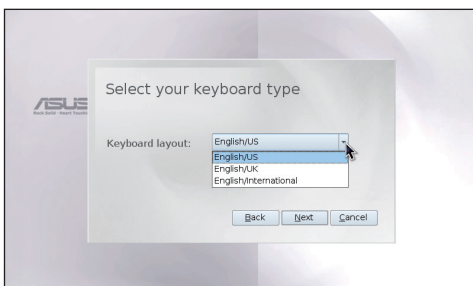 ASUS
Rock Solid · Heart Touching
Select your keyboard type
Keyboard layout:
English/US
English/US
English/UK
English/International
Back
Next
Cancel